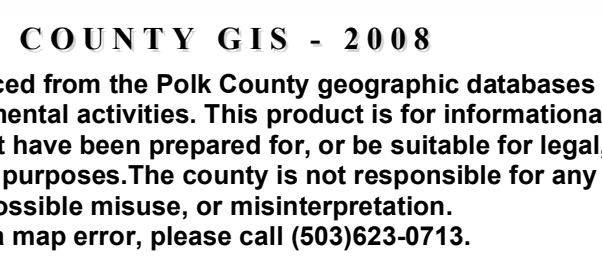 COUNTY GIS - 2008
ced from the Polk County geographic databases
mental activities. This product is for informationa
t have been prepared for, or be suitable for legal,
purposes.The county is not responsible for any
ossible misuse, or misinterpretation.
a map error, please call (503)623-0713.